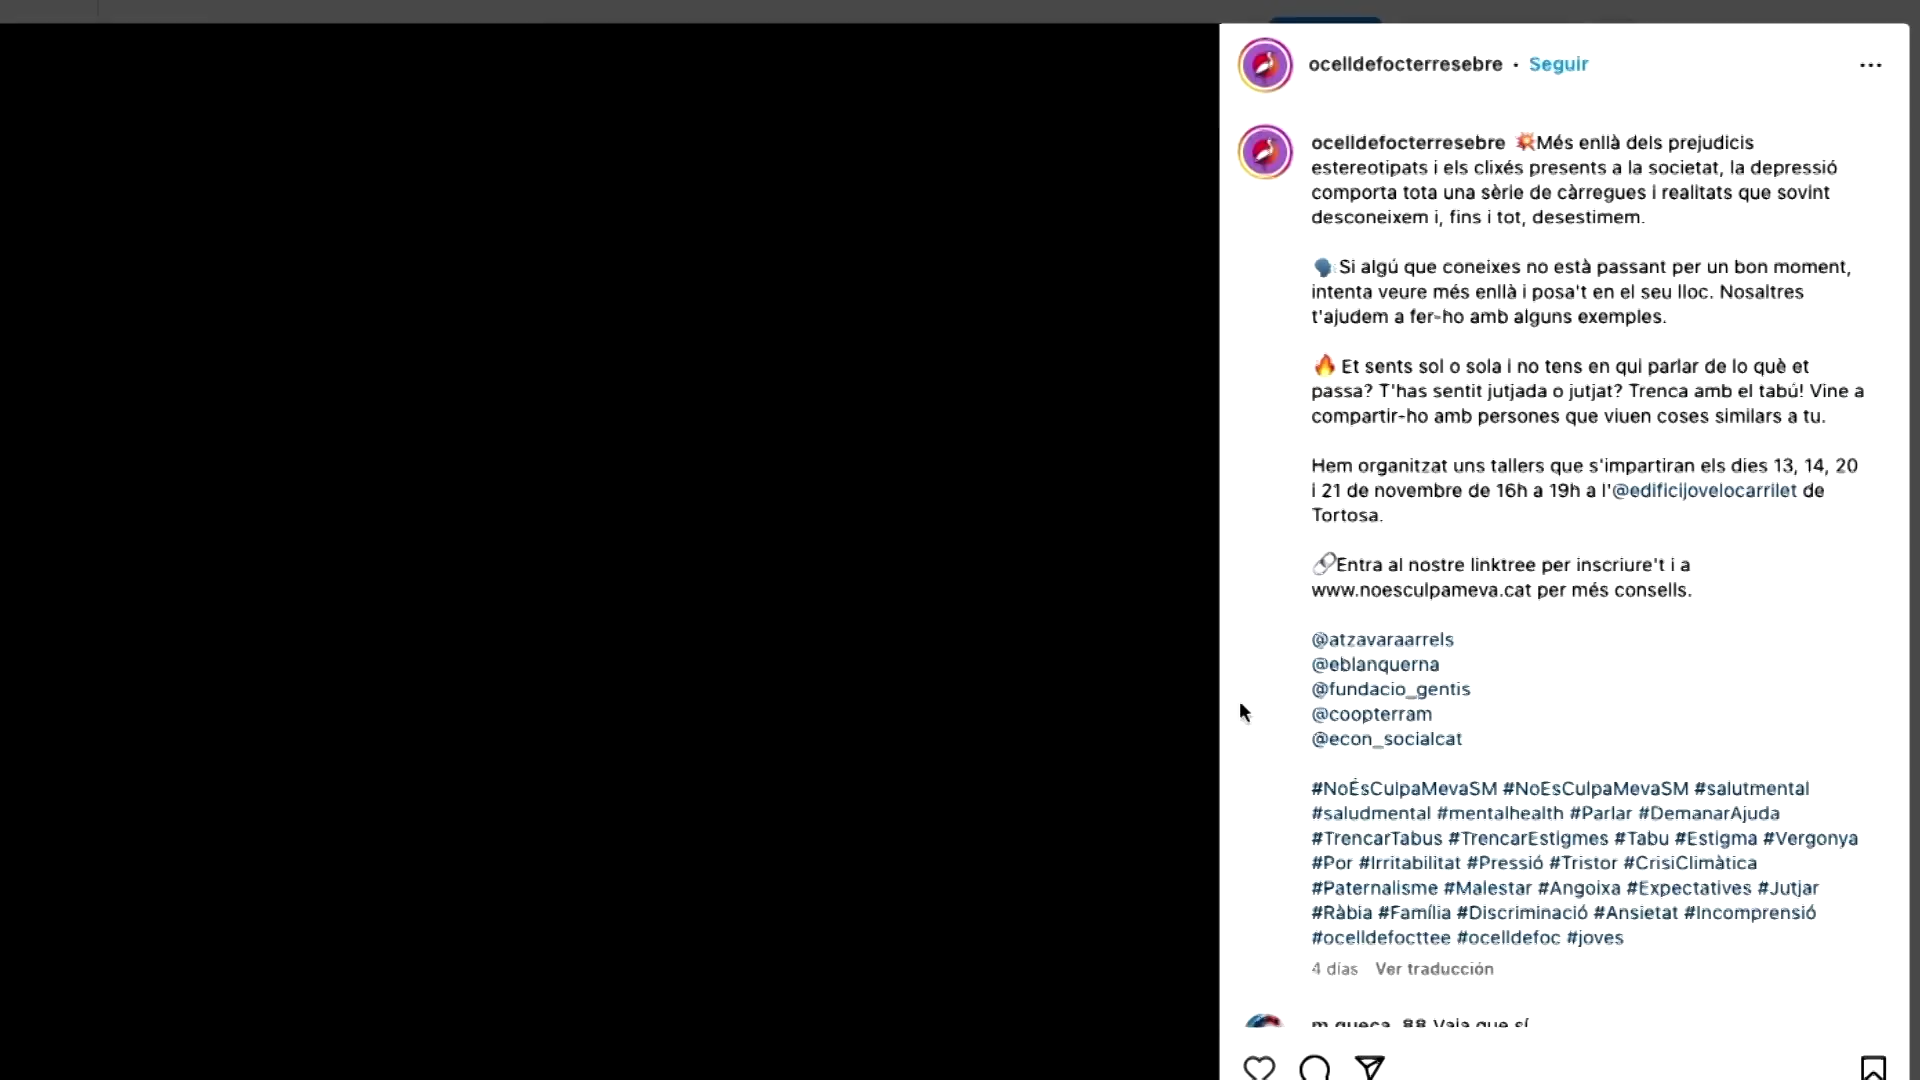 ocelldefocterresebre • Seguir
ocelldefocterresebre 💥Més enllà dels prejudicis
estereotipats i els clixés presents a la societat, la depressió
comporta tota una sèrie de càrregues i realitats que sovint
desconeixem i, fins i tot, desestimem.
🗣️Si algú que coneixes no està passant per un bon moment,
intenta veure més enllà i posa't en el seu lloc. Nosaltres
t'ajudem a fer-ho amb alguns exemples.
🔥 Et sents sol o sola i no tens en qui parlar de lo què et
passa? T'has sentit jutjada o jutjat? Trenca amb el tabú! Vine a
compartir-ho amb persones que viuen coses similars a tu.
Hem organitzat uns tallers que s'impartiran els dies 13, 14, 20
i 21 de novembre de 16h a 19h a l'@edificijovelocarrilet de
Tortosa.
🔗Entra al nostre linktree per inscriure't i a
www.noesculpameva.cat per més consells.
@atzavaraarrels
@eblanquerna
@fundacio_gentis
@coopterram
@econ_socialcat
#NoÉsCulpaMevaSM #NoEsCulpaMevaSM #salutmental
#saludmental #mentalhealth #Parlar #DemanarAjuda
#TrencarTabus #TrencarEstigmes #Tabu #Estigma #Vergonya
#Por #Irritabilitat #Pressió #Tristor #CrisiClimàtica
#Paternalisme #Malestar #Angoixa #Expectatives #Jutjar
#Ràbia #Família #Discriminació #Ansietat #Incomprensió
#ocelldefocttee #ocelldefoc #joves
4 días Ver traducción
Vaja que sí